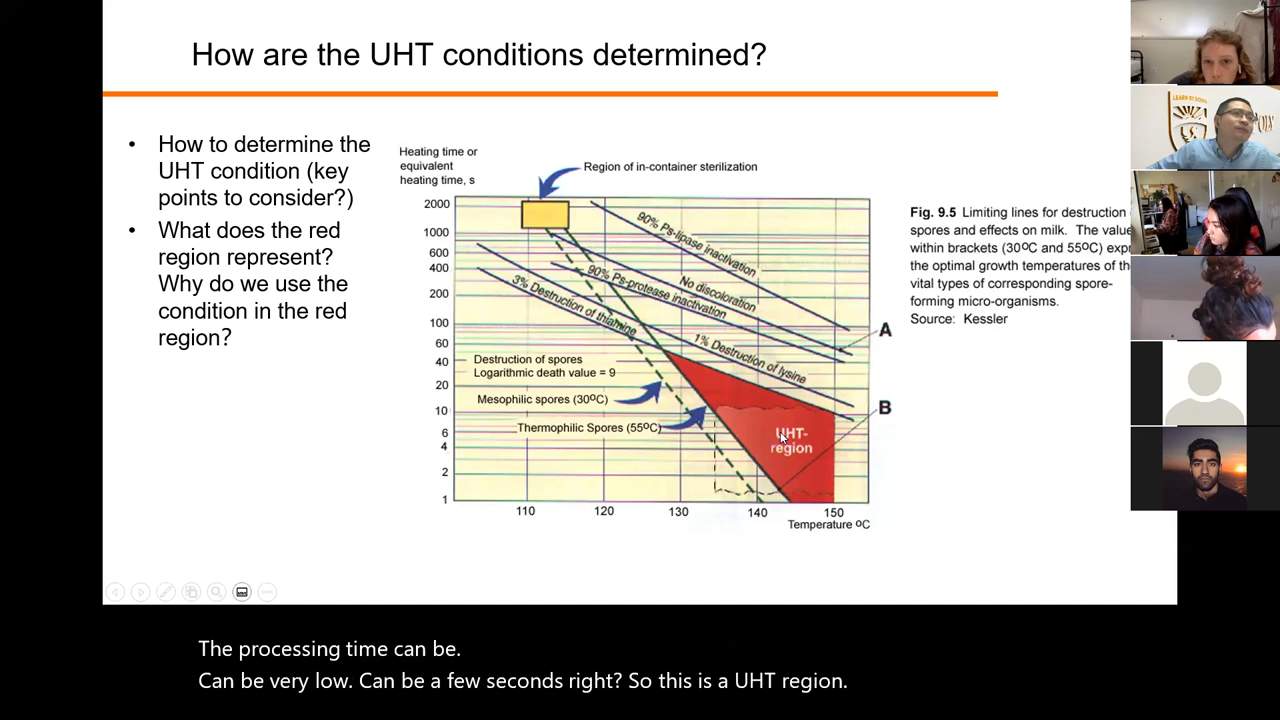 How are the UHT conditions determined?
• How to determine the
UHT condition (key
points to consider?)
• What does the red
region represent?
Why do we use the
condition in the red
region?
Heating time or
equivalent
heating time, s
Region of in-container sterilization
2000
1000
600
400
200
100
60
40
20
10
6
4
2
1
90% Ps-lipase inactivation
No discoloration
90% Ps-protease inactivation
3% Destruction of thiamine
1% Destruction of lysine
Destruction of spores
Logarithmic death value = 9
Mesophilic spores (30ºC)
Thermophilic Spores (55ºC)
UHT-
region
A
B
110 120 130 140 150
Temperature ºC
Fig. 9.5 Limiting lines for destruction
spores and effects on milk. The value
within brackets (30ºC and 55ºC)
the optimal growth temperatures of
vital types of corresponding spore-
forming micro-organisms.
Source: Kessler
LEARN BY DOING
The processing time can be.
Can be very low. Can be a few seconds right? So this is a UHT region.